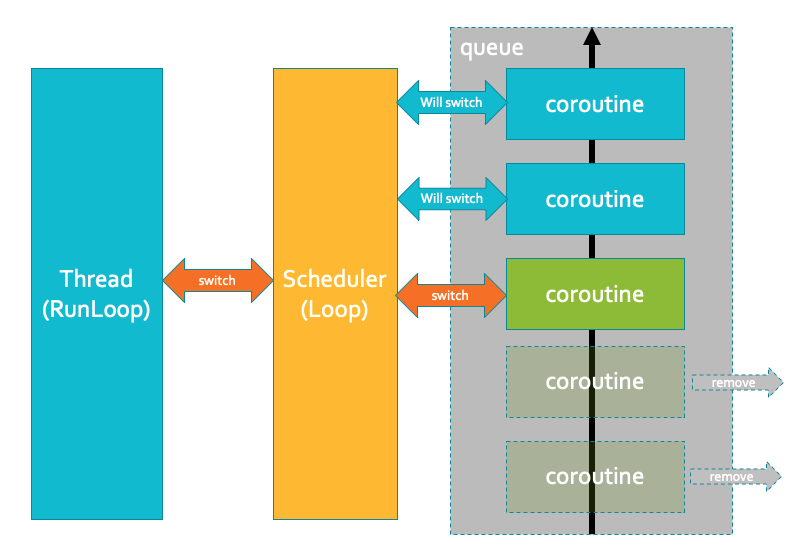 queue
Will switch
coroutine
Will switch
coroutine
Thread
(RunLoop)
switch
Scheduler
(Loop)
switch
coroutine
coroutine
remove
coroutine
remove